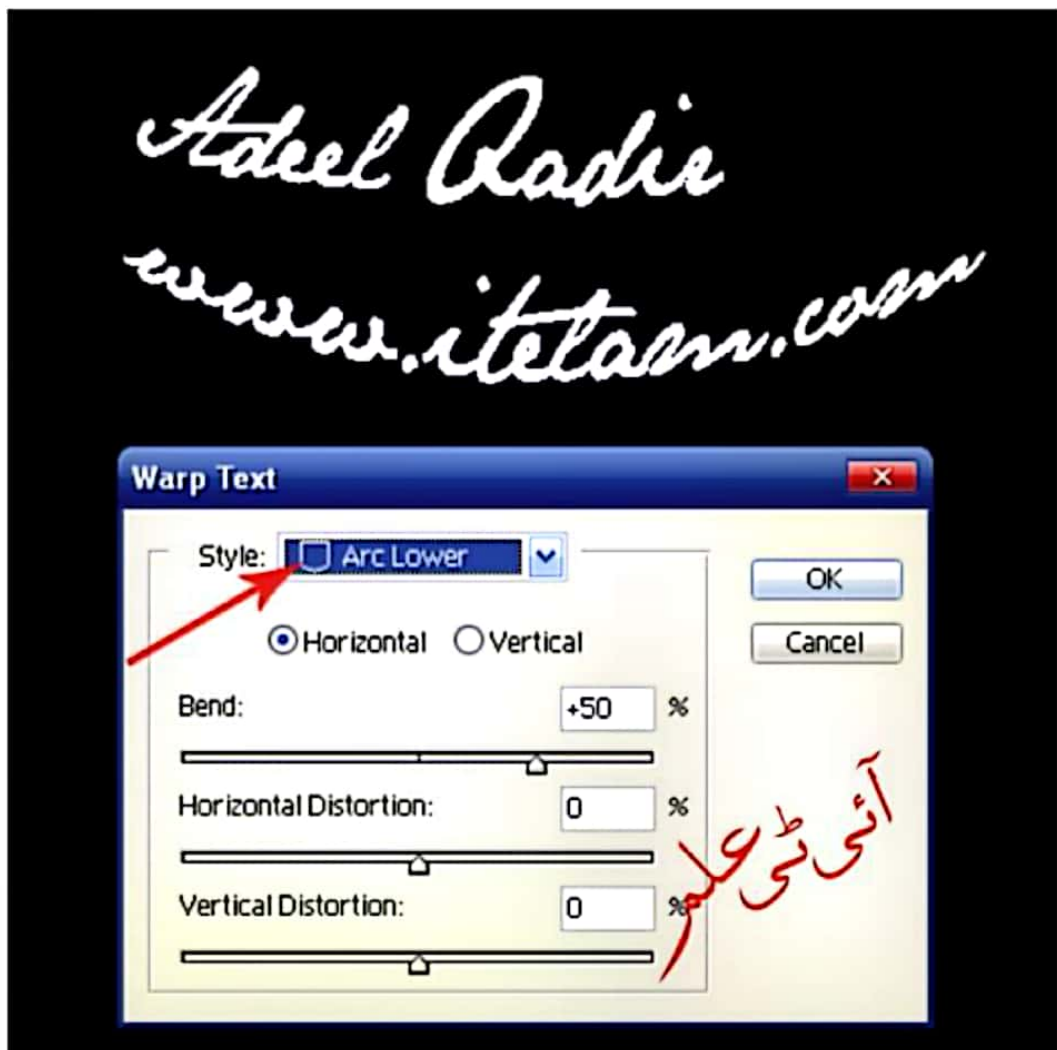 Adeel Qadir
www.itetam.com
Warp Text
Style: Arc Lower
OK
Horizontal Vertical
Cancel
Bend: +50 %
Horizontal Distortion: 0 %
Vertical Distortion: 0 %
آئی ٹی علم